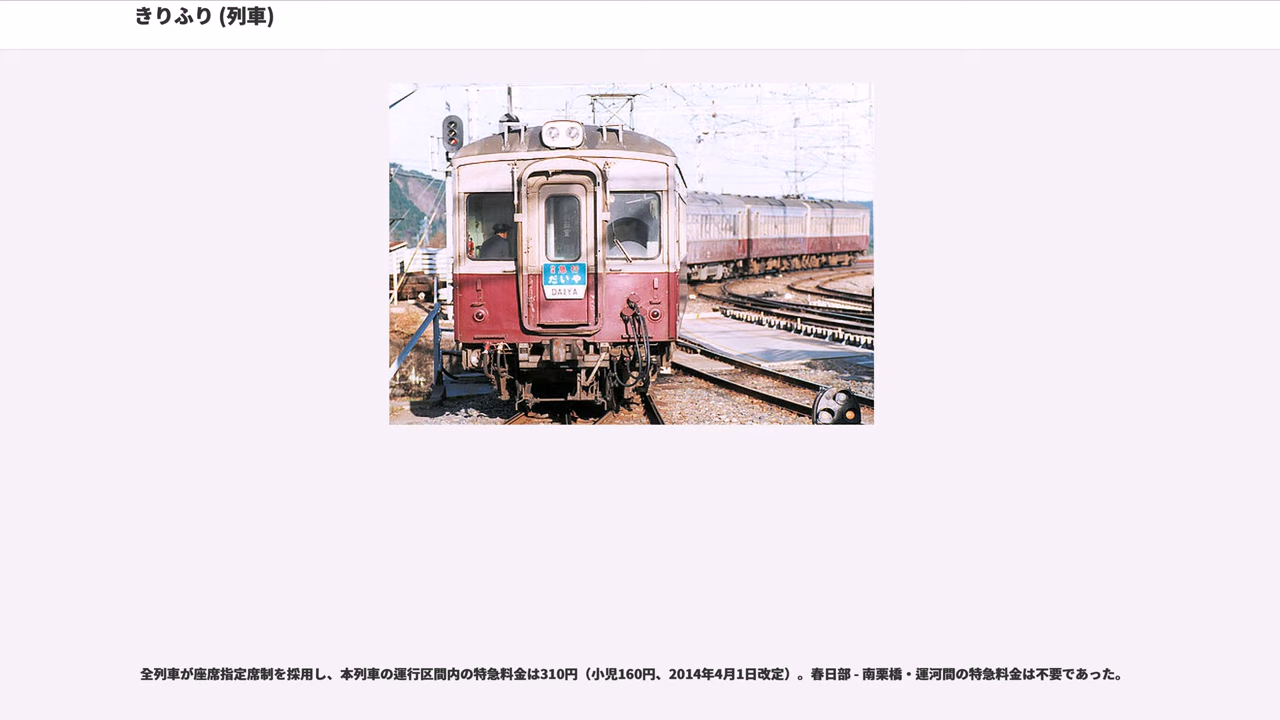 きりふり (列車)
だいや
DAIYA
全列車が座席指定席制を採用し、本列車の運行区間内の特急料金は310円（小児160円、2014年4月1日改定）。春日部 - 南栗橋・運河間の特急料金は不要であった。